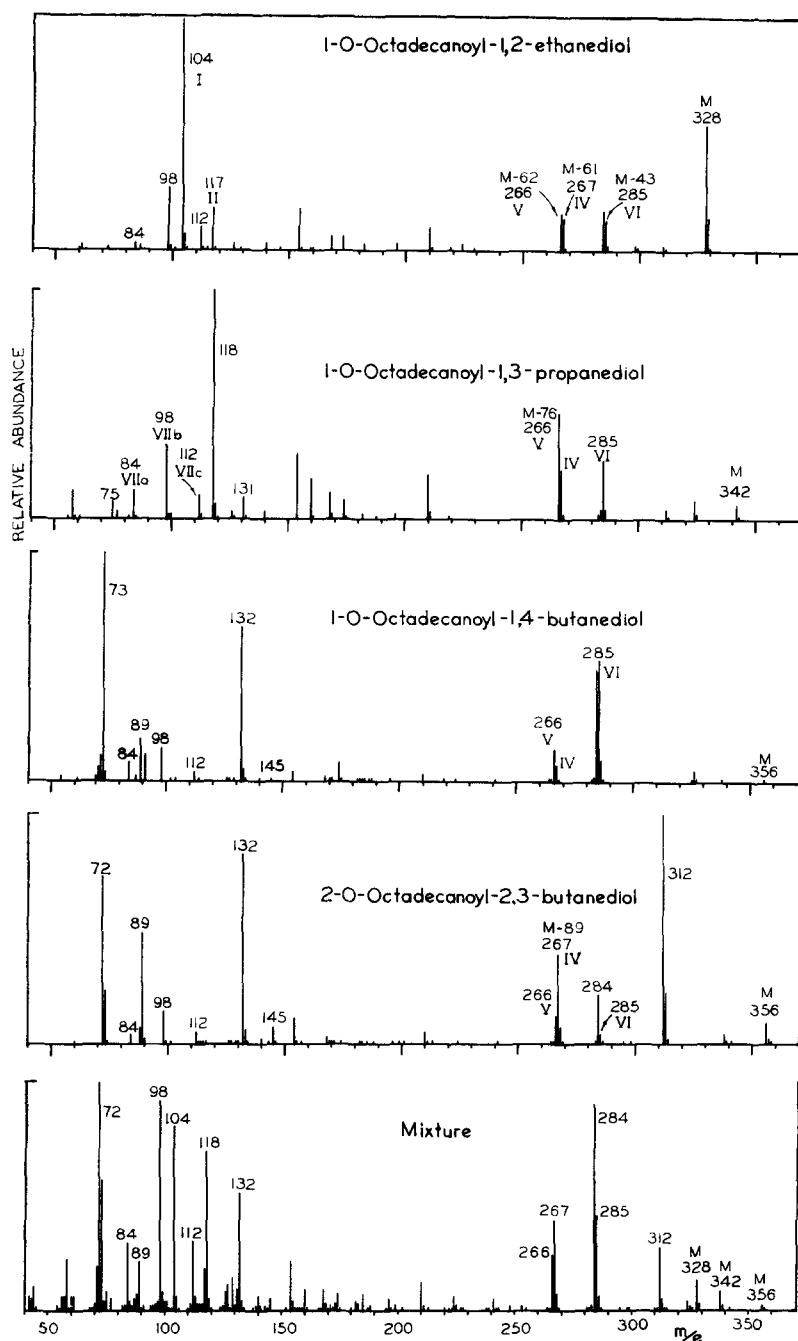 1-O-Octadecanoyl-1,2-ethanediol
104
I
M
328
98
117
II
112
84
M-62
266
V
M-61
267
IV
M-43
285
VI
RELATIVE ABUNDANCE
1-O-Octadecanoyl-1,3-propanediol
118
98
VIIb
84
VIIa
112
VIIc
75
131
M-76
266
V
IV
285
VI
M
342
1-O-Octadecanoyl-1,4-butanediol
73
132
89
84
98
112
145
266
V
IV
285
VI
M
356
2-O-Octadecanoyl-2,3-butanediol
72
132
89
84
98
112
145
M-89
267
IV
266
V
284
285
VI
312
M
356
Mixture
72
98
104
118
132
84
89
112
284
267
285
266
312
M
328
M
342
M
356
50
100
150
200
250
300
m/e
350